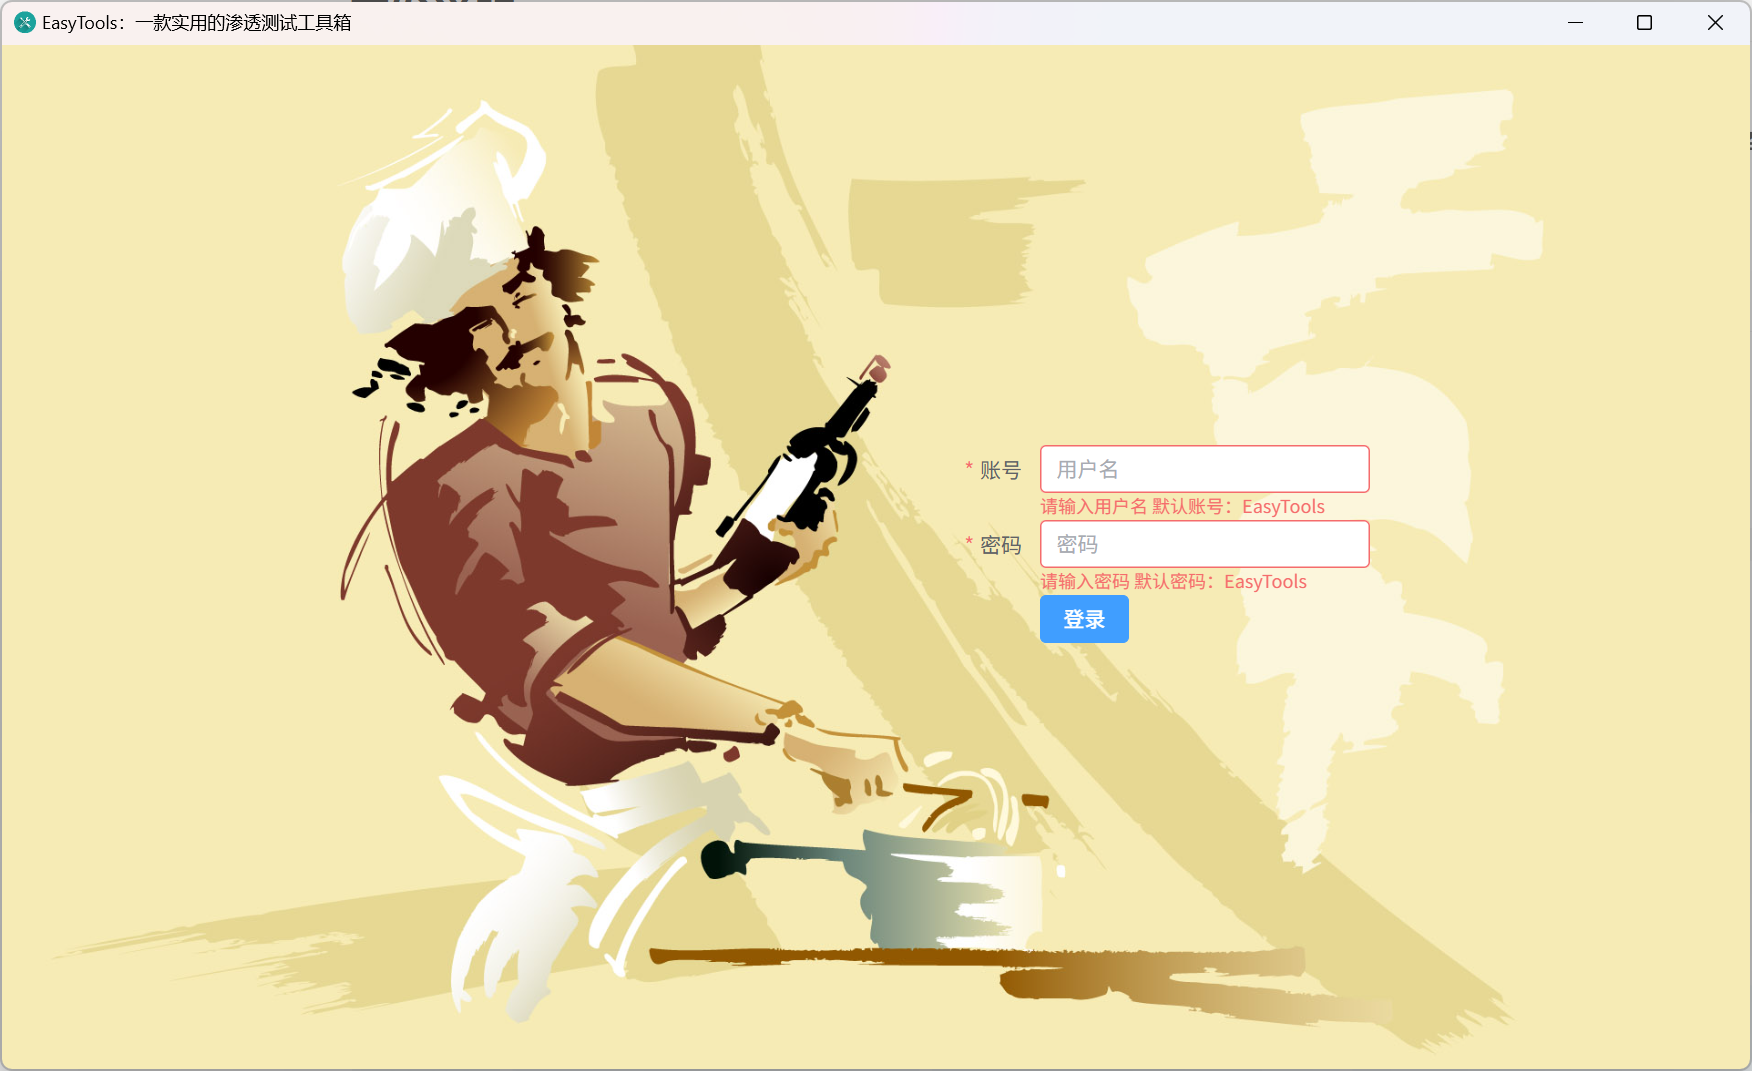 EasyTools：一款实用的渗透测试工具箱
* 账号 用户名
请输入用户名 默认账号：EasyTools
* 密码 密码
请输入密码 默认密码：EasyTools
登录